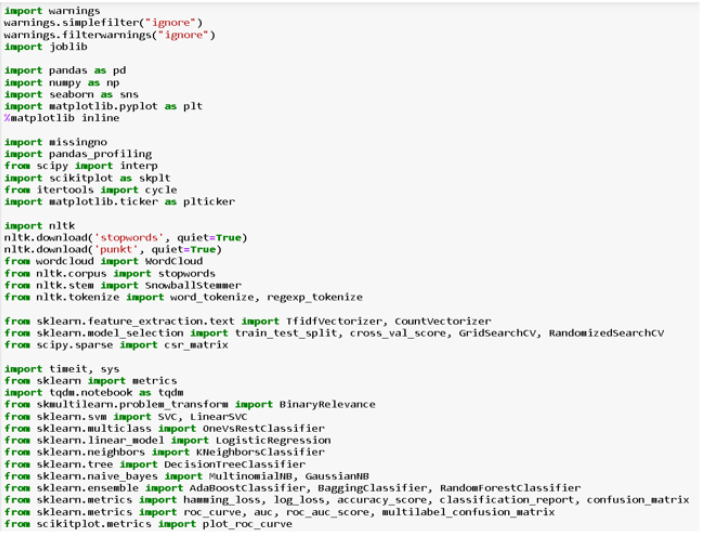 import warnings
warnings.simplefilter("ignore")
warnings.filterwarnings("ignore")
import joblib
import pandas as pd
import numpy as np
import seaborn as sns
import matplotlib.pyplot as plt
%matplotlib inline
import missingno
import pandas_profiling
from scipy import interp
import scikitplot as skplt
from itertools import cycle
import matplotlib.ticker as plticker
import nltk
nltk.download('stopwords', quiet=True)
nltk.download('punkt', quiet=True)
from wordcloud import WordCloud
from nltk.corpus import stopwords
from nltk.stem import SnowballStemmer
from nltk.tokenize import word_tokenize, regexp_tokenize
from sklearn.feature_extraction.text import TfidfVectorizer, CountVectorizer
from sklearn.model_selection import train_test_split, cross_val_score, GridSearchCV, RandomizedSearchCV
from scipy.sparse import csr_matrix
import timeit, sys
from sklearn import metrics
import tqdm.notebook as tqdm
from skmultilearn.problem_transform import BinaryRelevance
from sklearn.svm import SVC, LinearSVC
from sklearn.multiclass import OneVsRestClassifier
from sklearn.linear_model import LogisticRegression
from sklearn.neighbors import KNeighborsClassifier
from sklearn.tree import DecisionTreeClassifier
from sklearn.naive_bayes import MultinomialNB, GaussianNB
from sklearn.ensemble import AdaBoostClassifier, BaggingClassifier, RandomForestClassifier
from sklearn.metrics import hamming_loss, log_loss, accuracy_score, classification_report, confusion_matrix
from sklearn.metrics import roc_curve, auc, roc_auc_score, multilabel_confusion_matrix
from scikitplot.metrics import plot_roc_curve